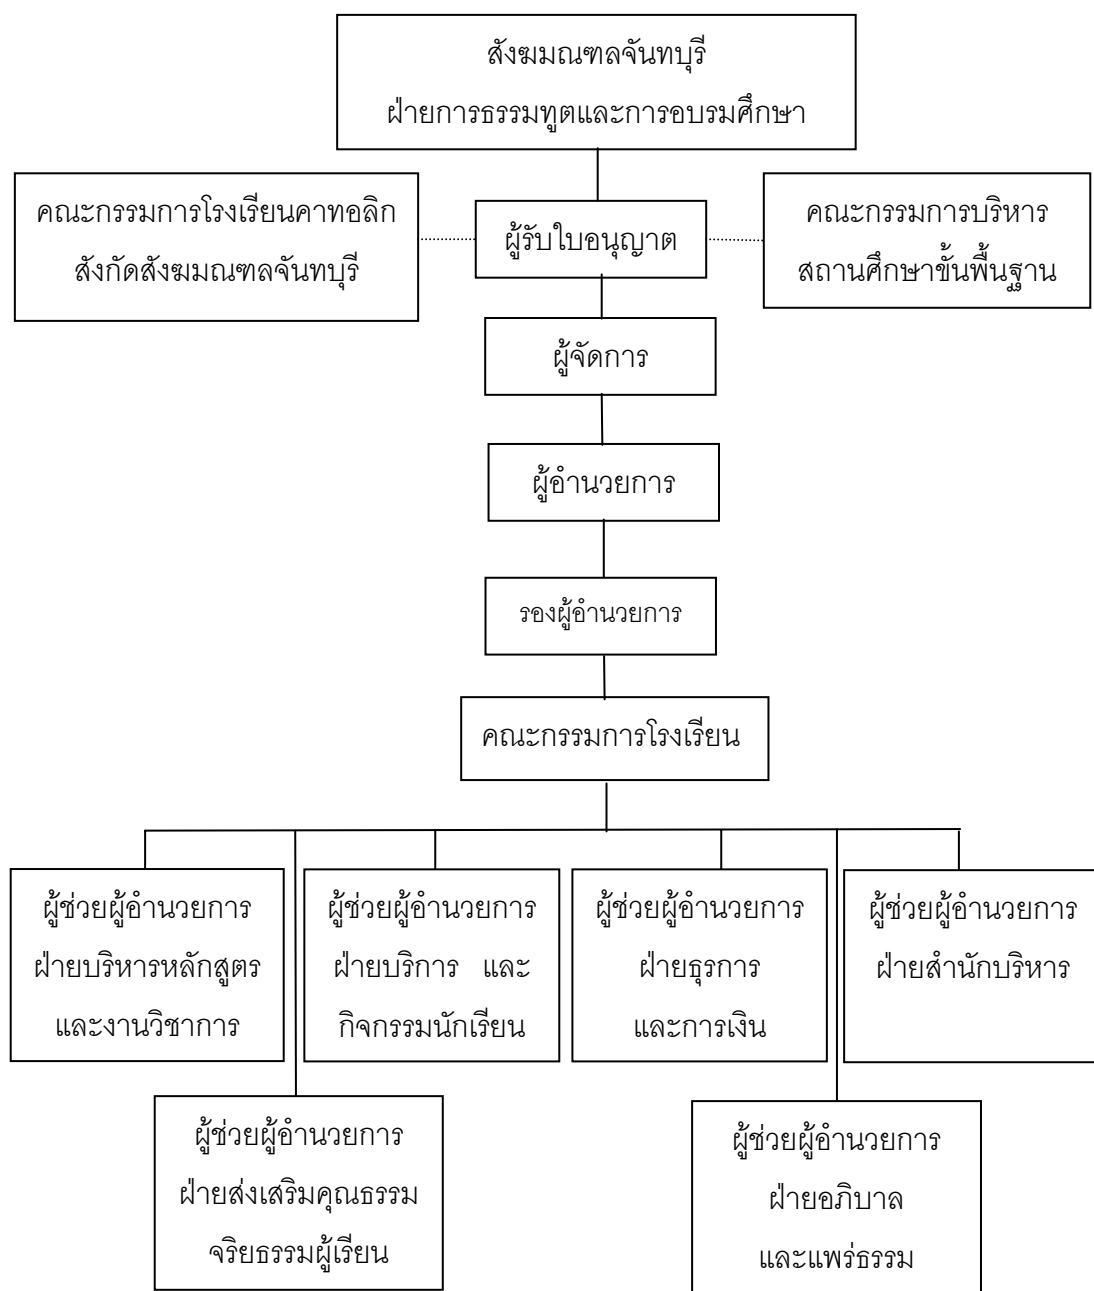 สังฆมณฑลจันทบุรี
ฝ่ายการธรรมทูตและการอบรมศึกษา
คณะกรรมการโรงเรียนคาทอลิก
สังกัดสังฆมณฑลจันทบุรี
ผู้รับใบอนุญาต
คณะกรรมการบริหาร
สถานศึกษาขั้นพื้นฐาน
ผู้จัดการ
ผู้อำนวยการ
รองผู้อำนวยการ
คณะกรรมการโรงเรียน
ผู้ช่วยผู้อำนวยการ
ฝ่ายบริหารหลักสูตร
และงานวิชาการ
ผู้ช่วยผู้อำนวยการ
ฝ่ายบริการ และ
กิจกรรมนักเรียน
ผู้ช่วยผู้อำนวยการ
ฝ่ายธุรการ
และการเงิน
ผู้ช่วยผู้อำนวยการ
ฝ่ายสำนักบริหาร
ผู้ช่วยผู้อำนวยการ
ฝ่ายส่งเสริมคุณธรรม
จริยธรรมผู้เรียน
ผู้ช่วยผู้อำนวยการ
ฝ่ายอภิบาล
และแพร่ธรรม